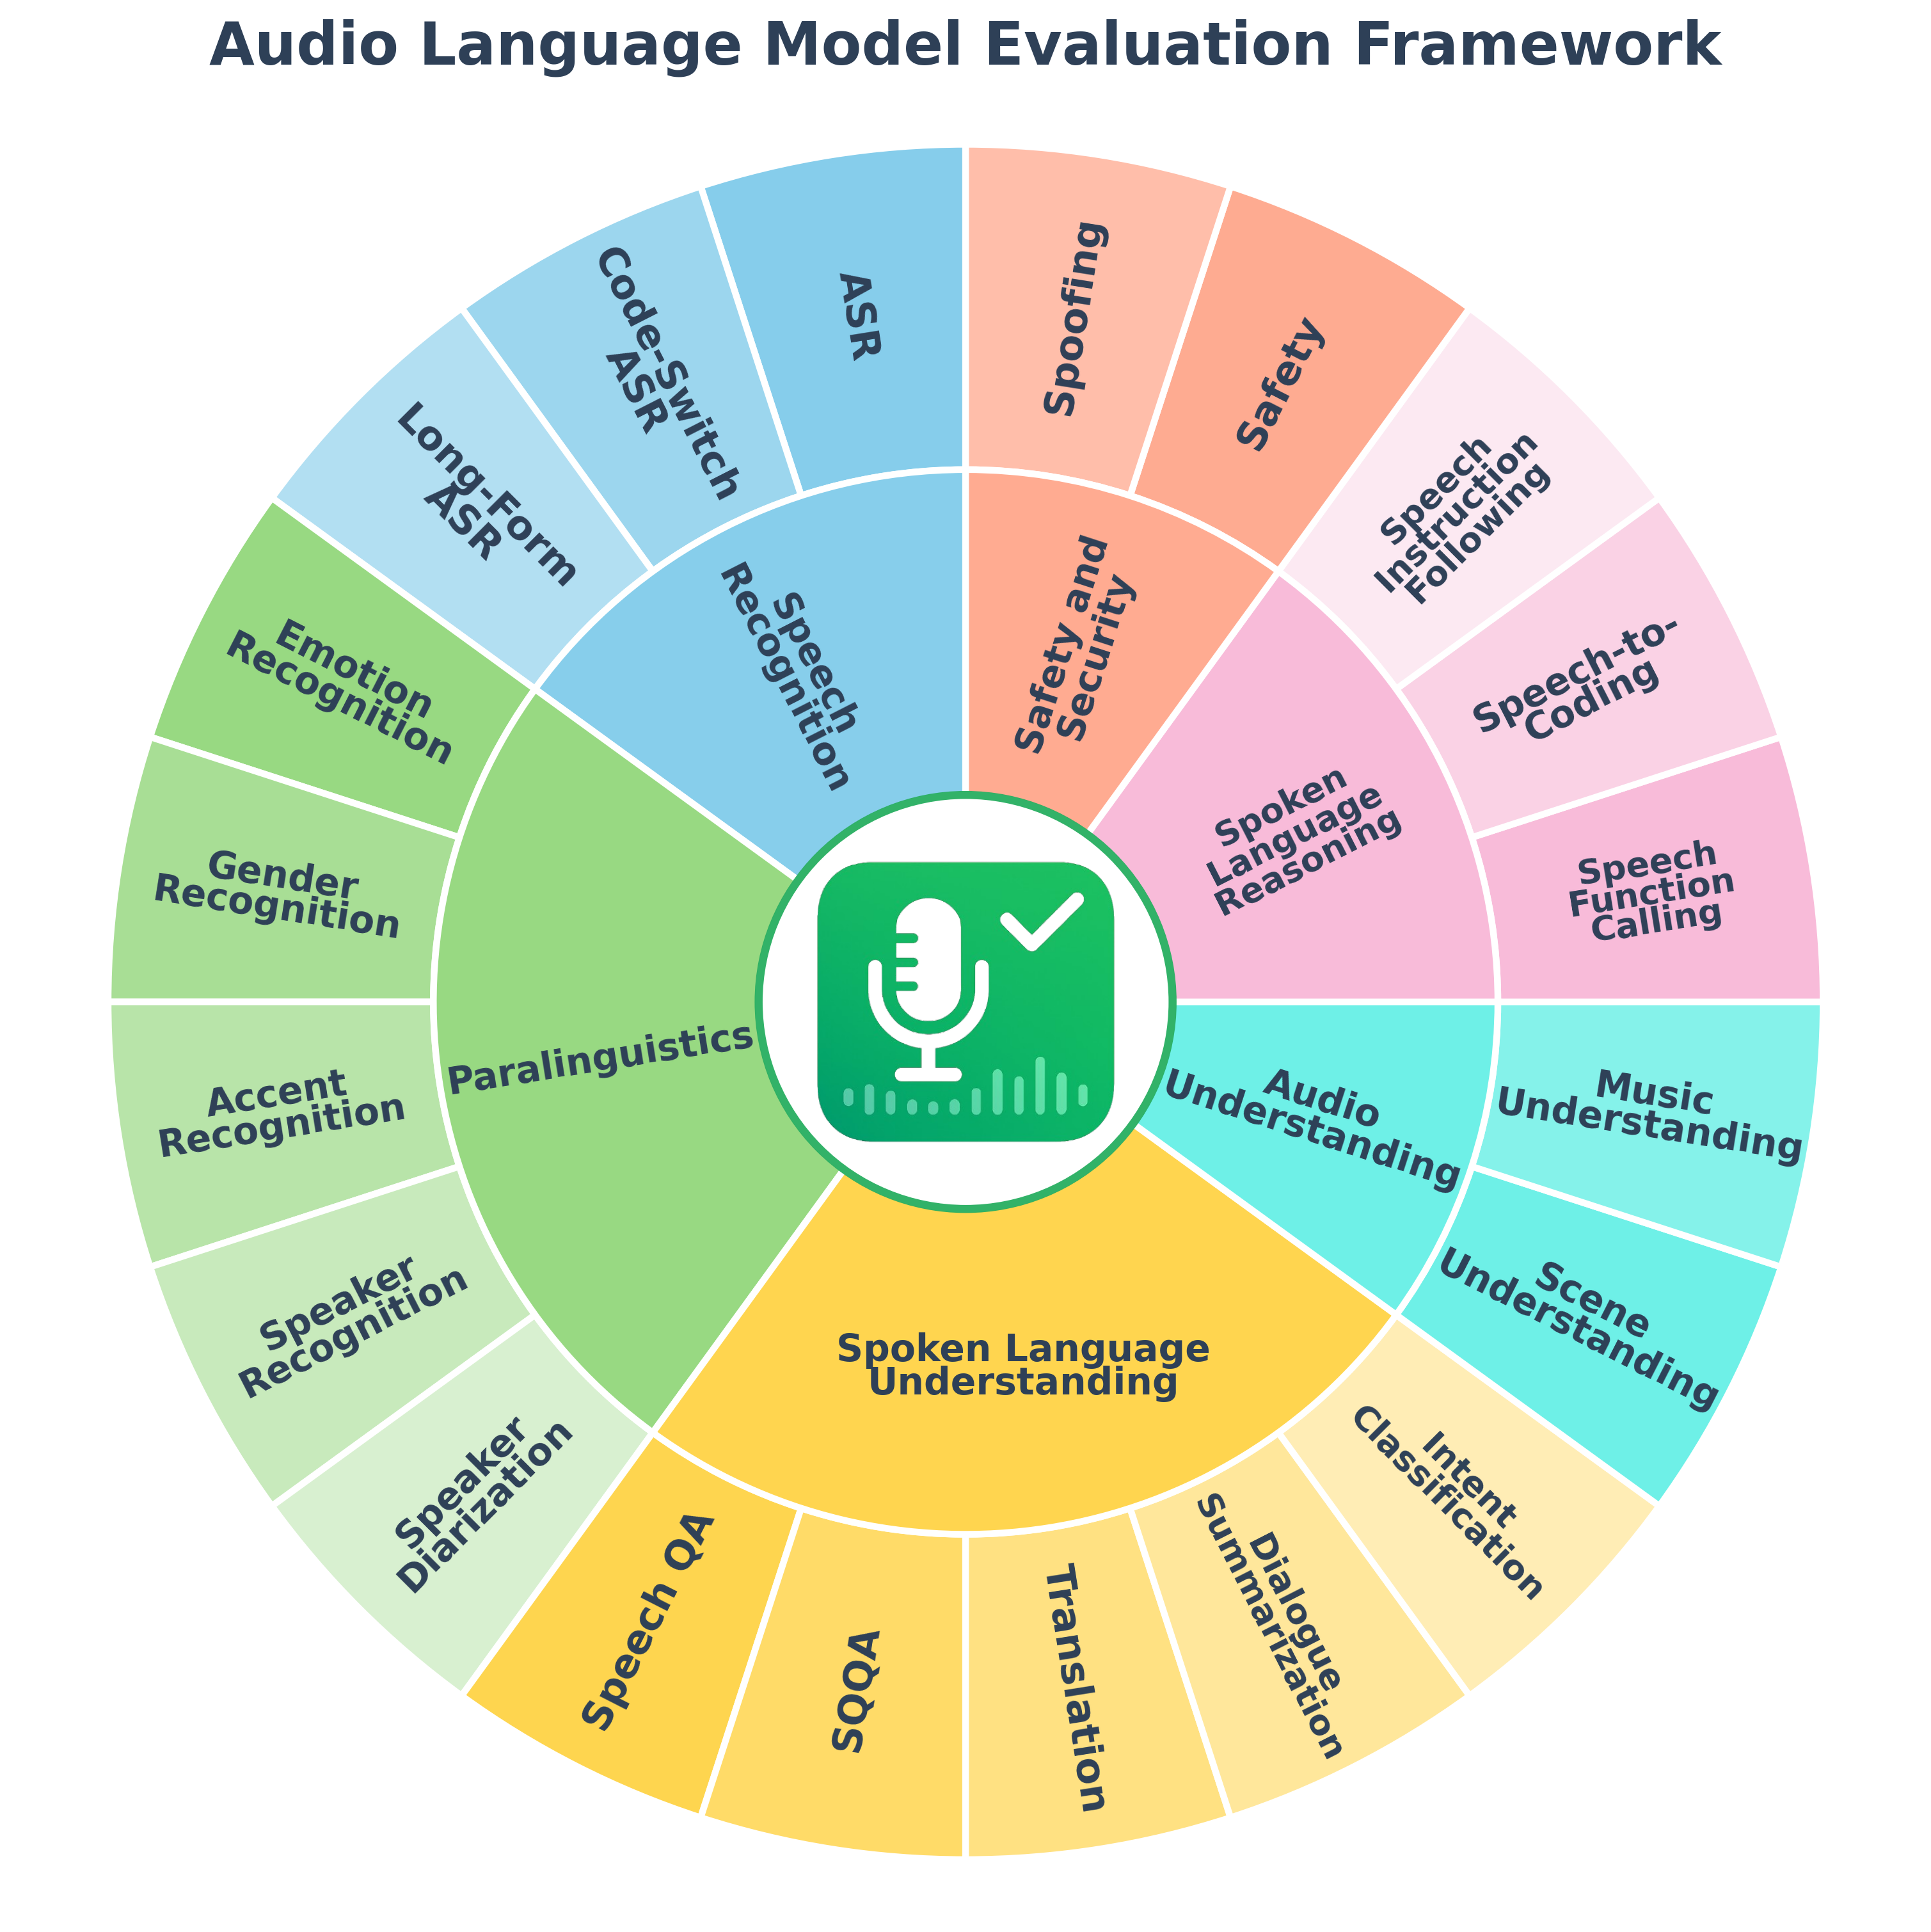 Audio Language Model Evaluation Framework
Spoofing
Safety
Speech
Instruction
Following
Speech-to-
Coding
Speech
Function
Calling
Music
Understanding
Scene
Understanding
Intent
Classification
Dialogue
Summarization
Translation
SQQA
Speech QA
Speaker
Diarization
Speaker
Recognition
Accent
Recognition
Gender
Recognition
Emotion
Recognition
Long-Form
ASR
Code-Switch
ASR
ASR
Safety and
Security
Spoken
Language
Reasoning
Audio
Understanding
Spoken Language
Understanding
Paralinguistics
Speech
Recognition